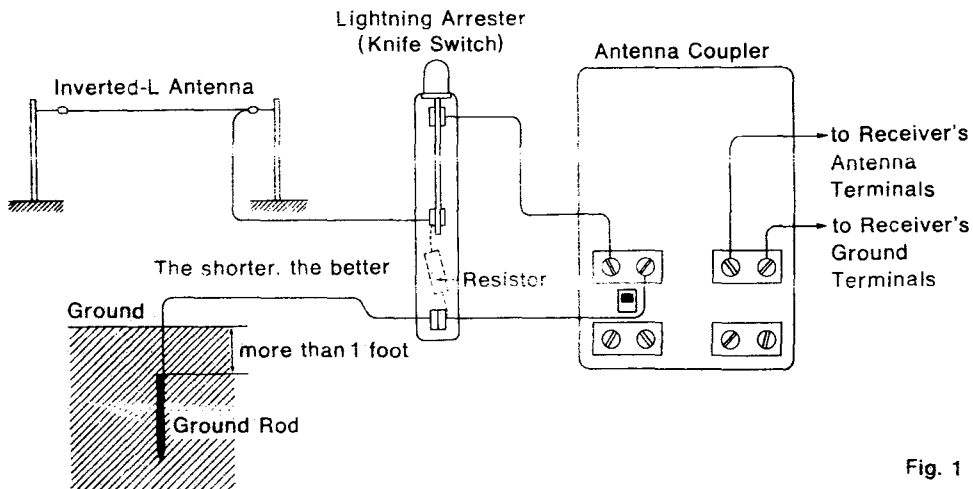 Lightning Arrester
(Knife Switch)
Antenna Coupler
Inverted-L Antenna
to Receiver's
Antenna
Terminals
to Receiver's
Ground
Terminals
The shorter. the better
Resistor
Ground
more than 1 foot
Ground Rod
Fig. 1